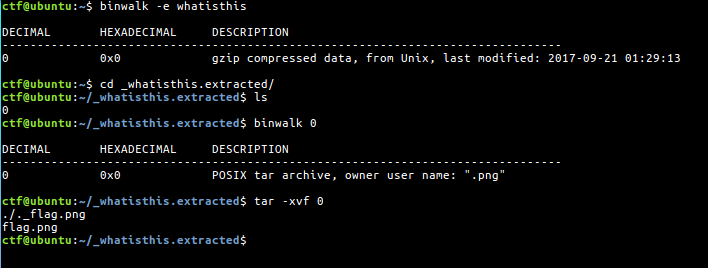 ctf@ubuntu:~$ binwalk -e whatisthis
DECIMAL       HEXADECIMAL     DESCRIPTION
--------------------------------------------------------------------------------
0             0x0             gzip compressed data, from Unix, last modified: 2017-09-21 01:29:13
ctf@ubuntu:~$ cd _whatisthis.extracted/
ctf@ubuntu:~/_whatisthis.extracted$ ls
0
ctf@ubuntu:~/_whatisthis.extracted$ binwalk 0
DECIMAL       HEXADECIMAL     DESCRIPTION
--------------------------------------------------------------------------------
0             0x0             POSIX tar archive, owner user name: ".png"
ctf@ubuntu:~/_whatisthis.extracted$ tar -xvf 0
./._flag.png
flag.png
ctf@ubuntu:~/_whatisthis.extracted$